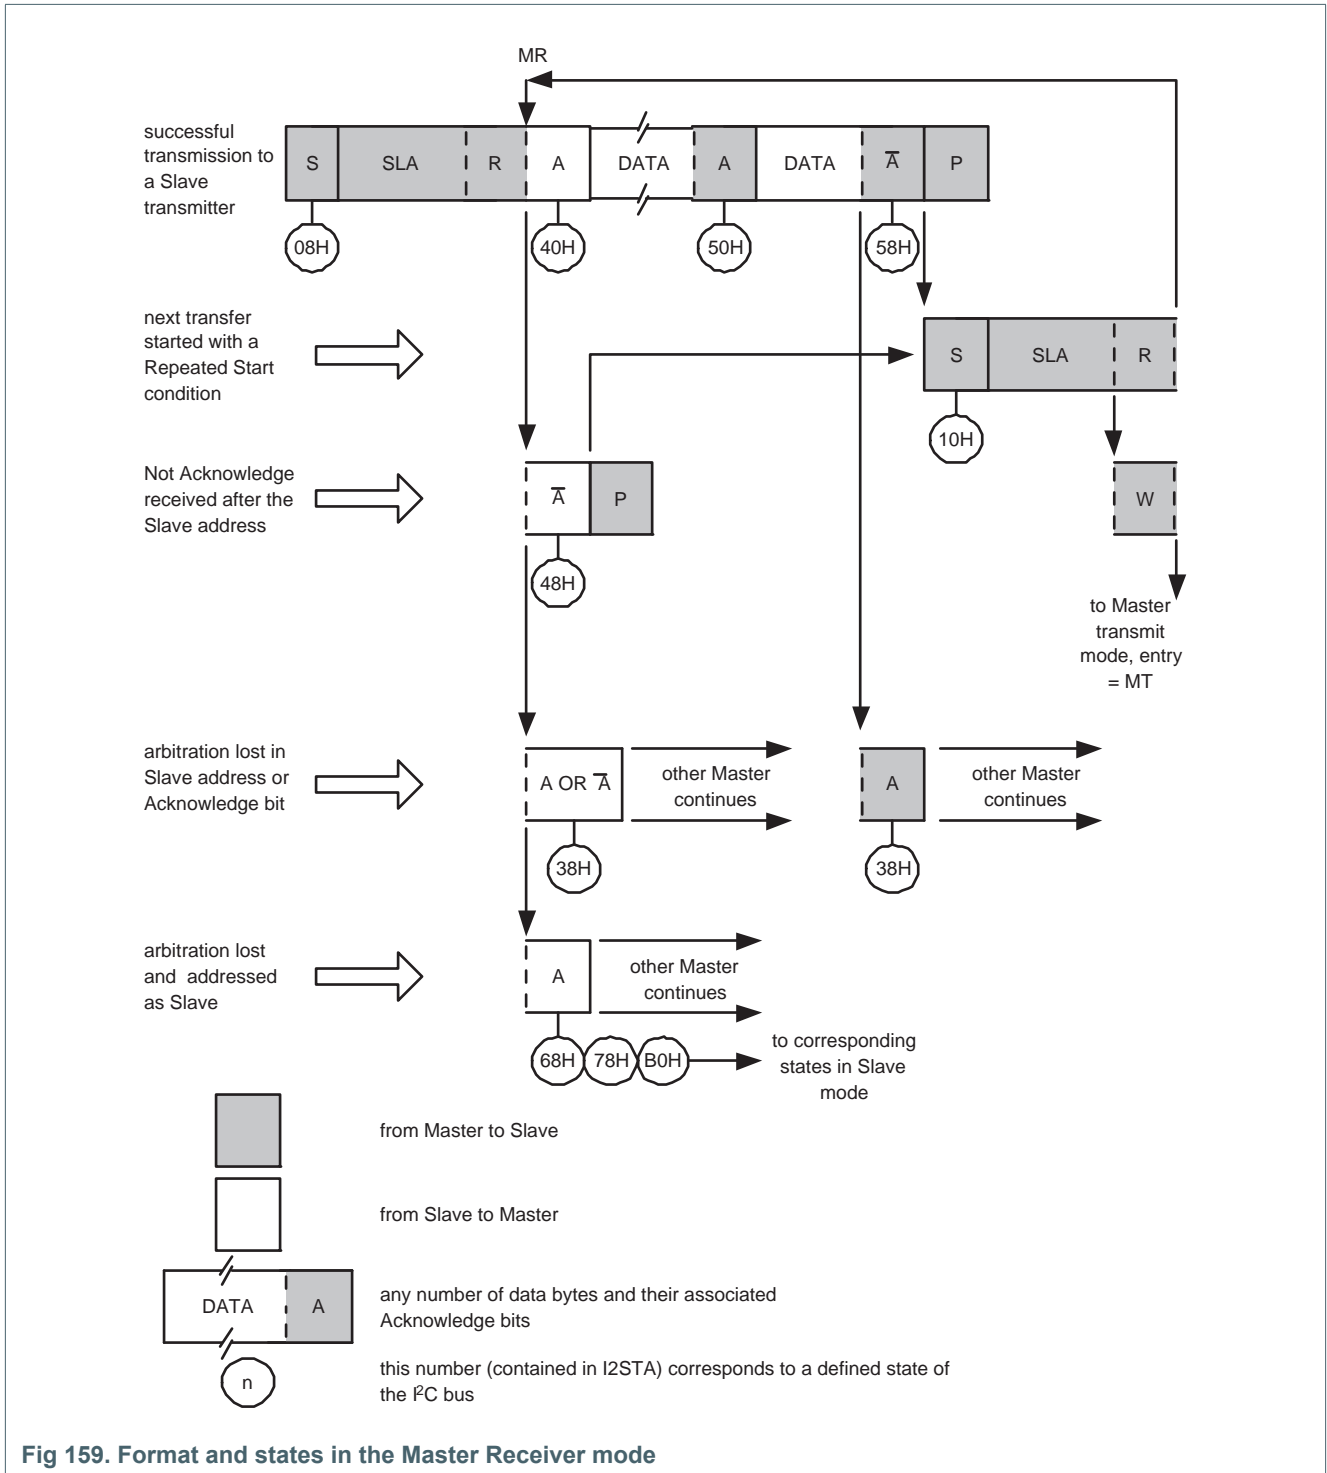 MR
successful
transmission to
a Slave
transmitter
S SLA R A DATA A DATA A̅ P
08H 40H 50H 58H
next transfer
started with a
Repeated Start
condition
S SLA R
10H
Not Acknowledge
received after the
Slave address
A̅ P
W
48H
to Master
transmit
mode, entry
= MT
arbitration lost in
Slave address or
Acknowledge bit
A OR A̅
other Master
continues
A
other Master
continues
38H 38H
arbitration lost
and addressed
as Slave
A
other Master
continues
68H 78H B0H
to corresponding
states in Slave
mode
from Master to Slave
from Slave to Master
DATA A
any number of data bytes and their associated
Acknowledge bits
n
this number (contained in I2STA) corresponds to a defined state of
the I²C bus
Fig 159. Format and states in the Master Receiver mode